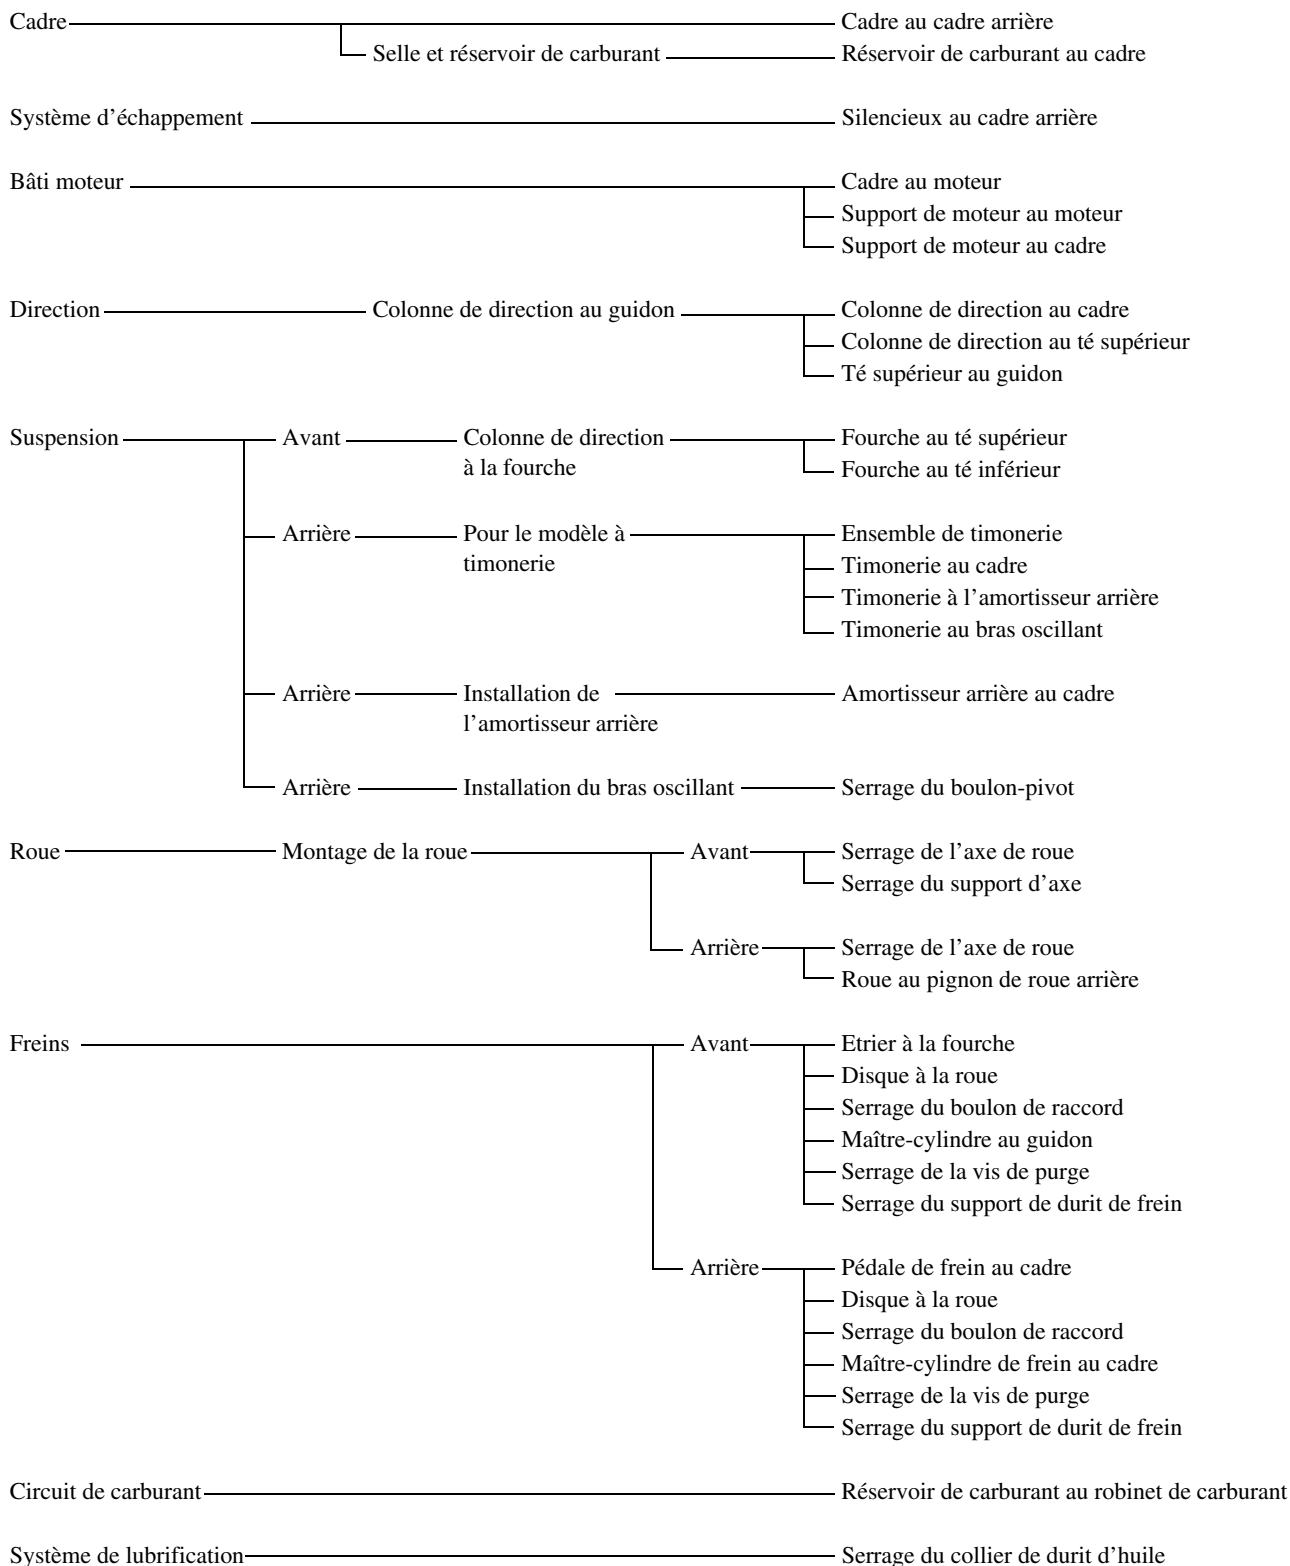 Cadre Cadre au cadre arrière
Selle et réservoir de carburant Réservoir de carburant au cadre
Système d'échappement Silencieux au cadre arrière
Bâti moteur Cadre au moteur
Support de moteur au moteur
Support de moteur au cadre
Direction Colonne de direction au guidon Colonne de direction au cadre
Colonne de direction au té supérieur
Té supérieur au guidon
Suspension Avant Colonne de direction Fourche au té supérieur
à la fourche Fourche au té inférieur
Arrière Pour le modèle à Ensemble de timonerie
timonerie Timonerie au cadre
Timonerie à l'amortisseur arrière
Timonerie au bras oscillant
Arrière Installation de Amortisseur arrière au cadre
l'amortisseur arrière
Arrière Installation du bras oscillant Serrage du boulon-pivot
Roue Montage de la roue Avant Serrage de l'axe de roue
Serrage du support d'axe
Arrière Serrage de l'axe de roue
Roue au pignon de roue arrière
Freins Avant Etrier à la fourche
Disque à la roue
Serrage du boulon de raccord
Maître-cylindre au guidon
Serrage de la vis de purge
Serrage du support de durit de frein
Arrière Pédale de frein au cadre
Disque à la roue
Serrage du boulon de raccord
Maître-cylindre de frein au cadre
Serrage de la vis de purge
Serrage du support de durit de frein
Circuit de carburant Réservoir de carburant au robinet de carburant
Système de lubrification Serrage du collier de durit d'huile